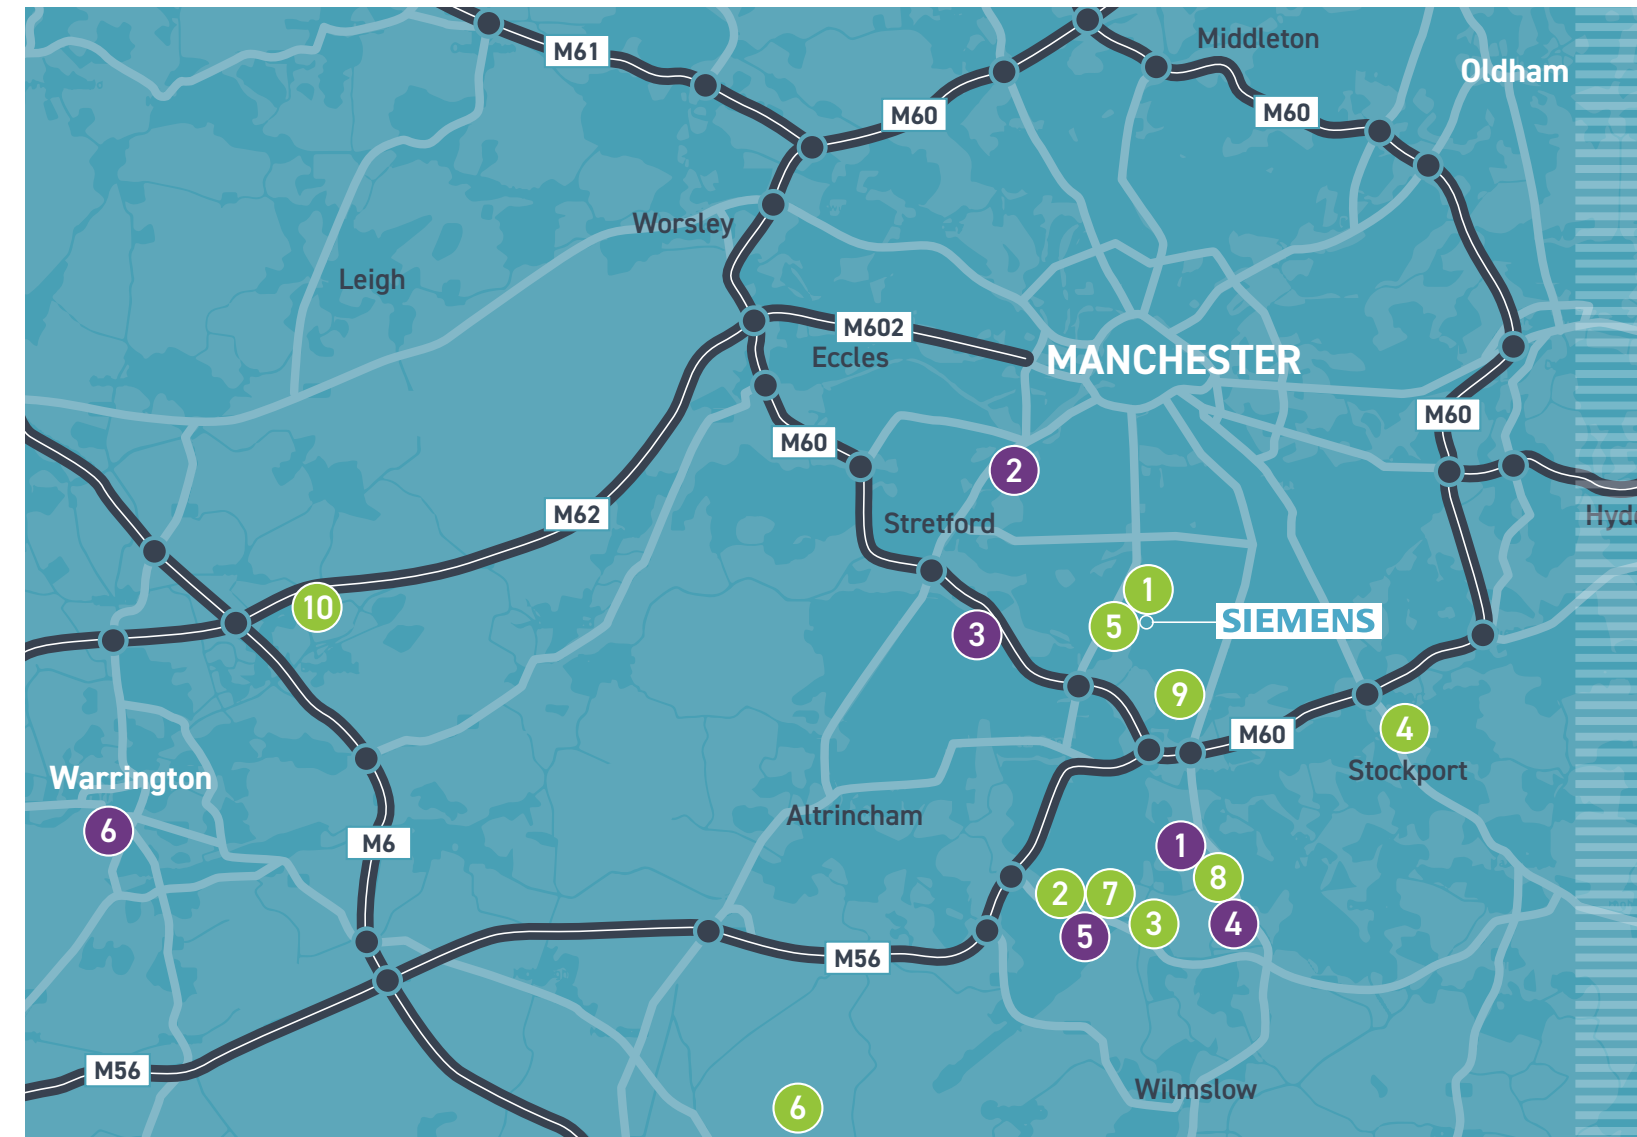 Middleton
M61
Oldham
M60
M60
Worsley
Leigh
M602
Eccles
MANCHESTER
M60
M60
2
M62
Stretford
Hyd
1
10
5
SIEMENS
3
9
4
M60
Stockport
Warrington
Altrincham
6
M6
1
8
2
7
3
4
5
M56
M56
Wilmslow
6